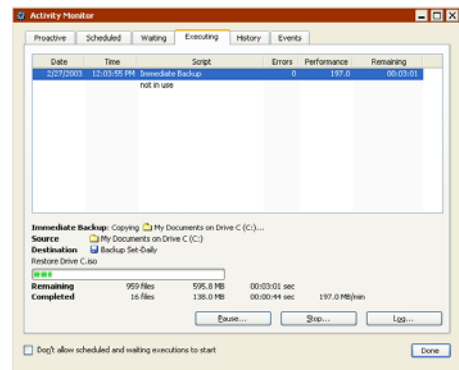 Activity Monitor
Proactive Scheduled Waiting Executing History Events
Date Time Script Errors Performance Remaining
2/27/2003 12:03:55 PM Immediate Backup 0 197.0 00:03:01
not in use
Immediate Backup: Copying My Documents on Drive C (C:)...
Source My Documents on Drive C (C:)
Destination Backup Set-Daily
Restore Drive C.iso
Remaining 959 files 595.8 MB 00:03:01 sec
Completed 16 files 138.0 MB 00:00:44 sec 197.0 MB/min
Pause... Stop... Log...
Don't allow scheduled and waiting executions to start
Done